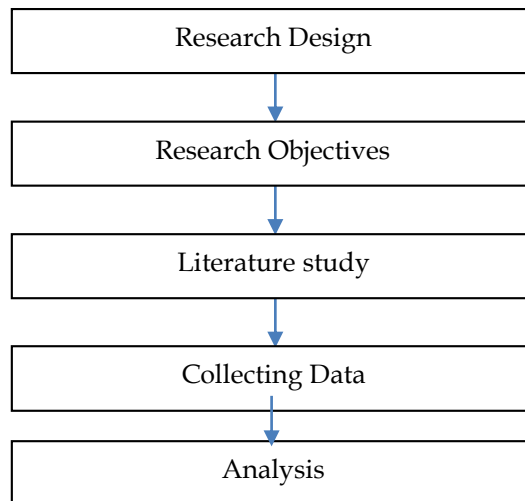 Research Design
Research Objectives
Literature study
Collecting Data
Analysis